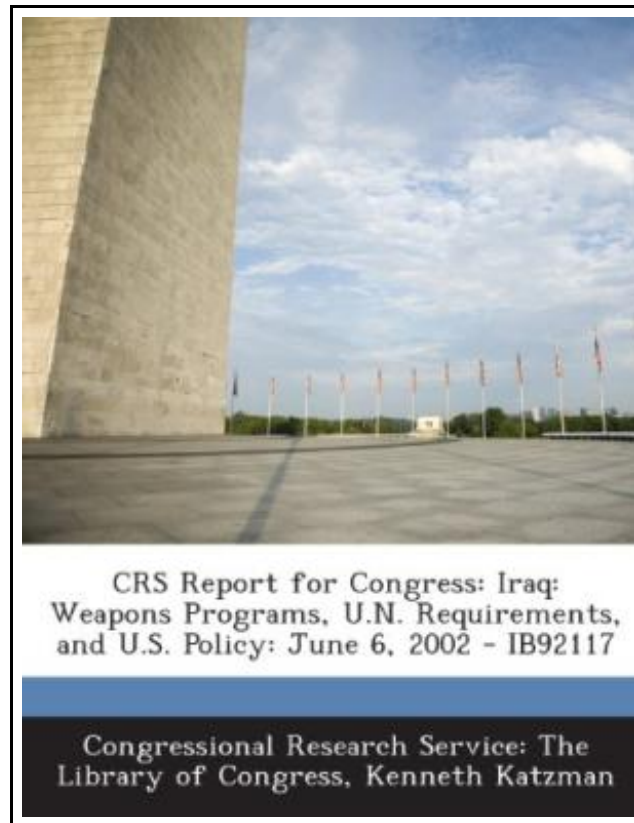 CRS Report for Congress: Iraq:
Weapons Programs, U.N. Requirements,
and U.S. Policy: June 6, 2002 - IB92117
Congressional Research Service: The
Library of Congress, Kenneth Katzman